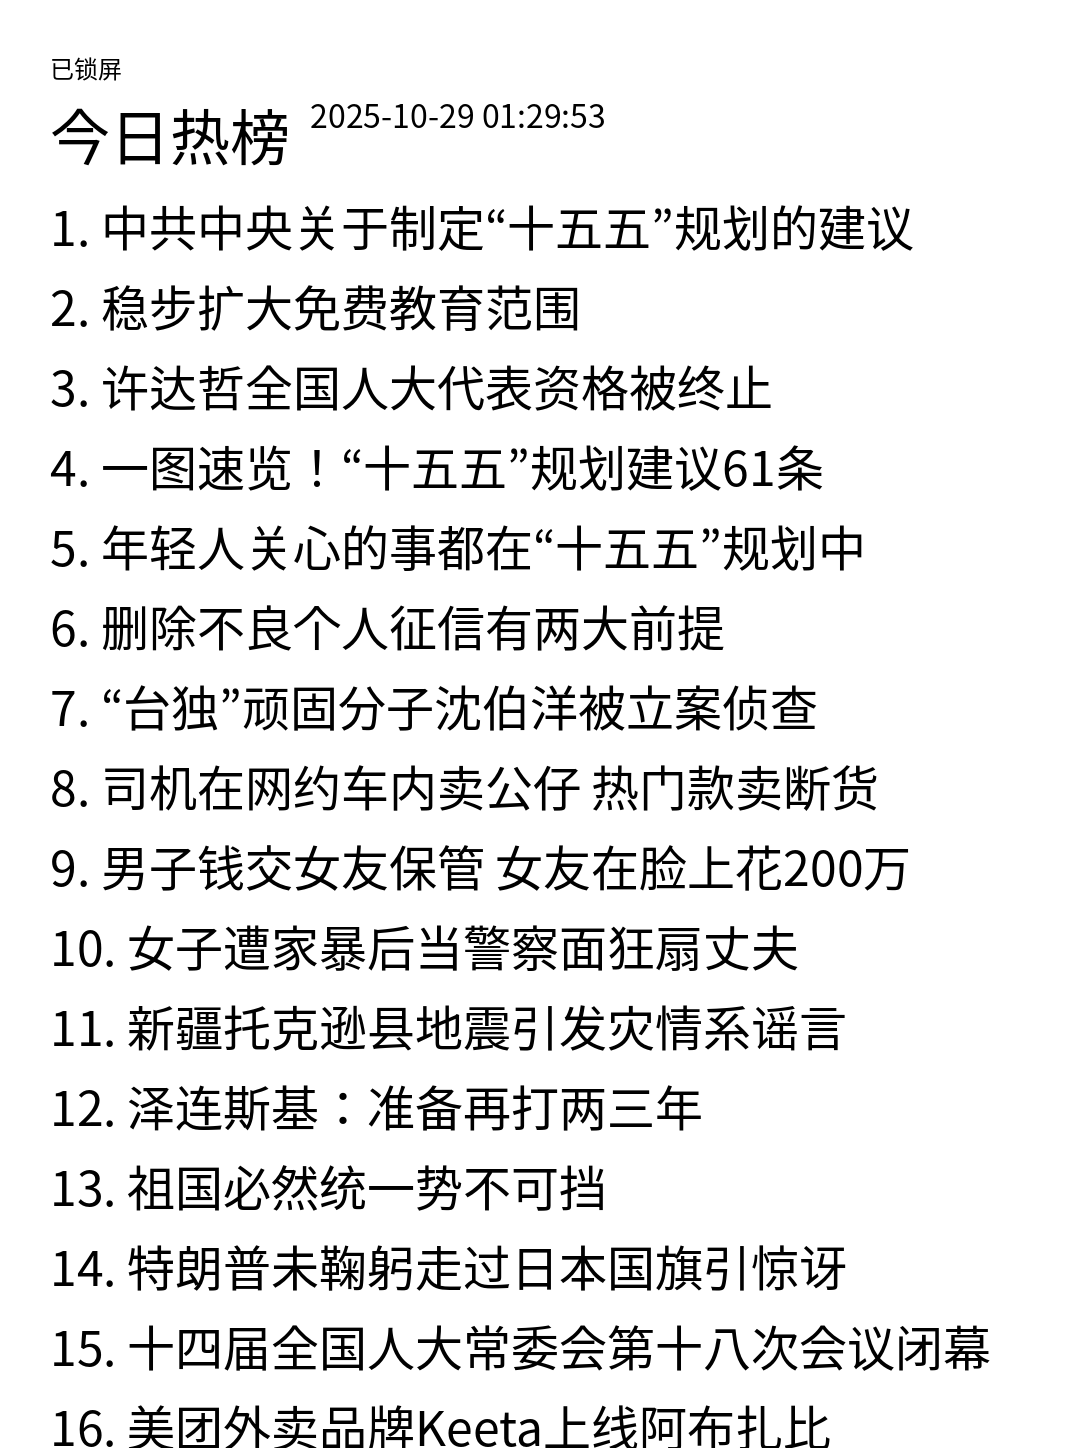 已锁屏
今日热榜 2025-10-29 01:29:53
1. 中共中央关于制定“十五五”规划的建议
2. 稳步扩大免费教育范围
3. 许达哲全国人大代表资格被终止
4. 一图速览！“十五五”规划建议61条
5. 年轻人关心的事都在“十五五”规划中
6. 删除不良个人征信有两大前提
7. “台独”顽固分子沈伯洋被立案侦查
8. 司机在网约车内卖公仔 热门款卖断货
9. 男子钱交女友保管 女友在脸上花200万
10. 女子遭家暴后当警察面狂扇丈夫
11. 新疆托克逊县地震引发灾情系谣言
12. 泽连斯基：准备再打两三年
13. 祖国必然统一势不可挡
14. 特朗普未鞠躬走过日本国旗引惊讶
15. 十四届全国人大常委会第十八次会议闭幕
16. 美团外卖品牌Keeta上线阿布扎比